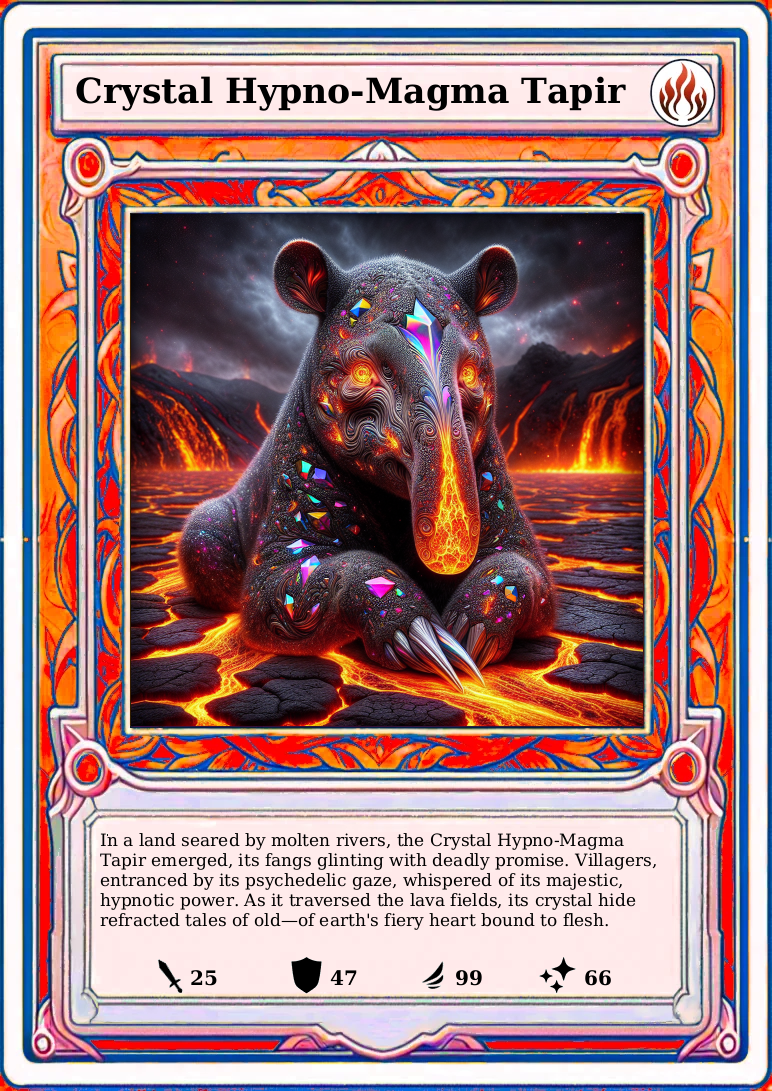 Crystal Hypno-Magma Tapir
In a land seared by molten rivers, the Crystal Hypno-Magma
Tapir emerged, its fangs glinting with deadly promise. Villagers,
entranced by its psychedelic gaze, whispered of its majestic,
hypnotic power. As it traversed the lava fields, its crystal hide
refracted tales of old—of earth's fiery heart bound to flesh.
25 47 99 66